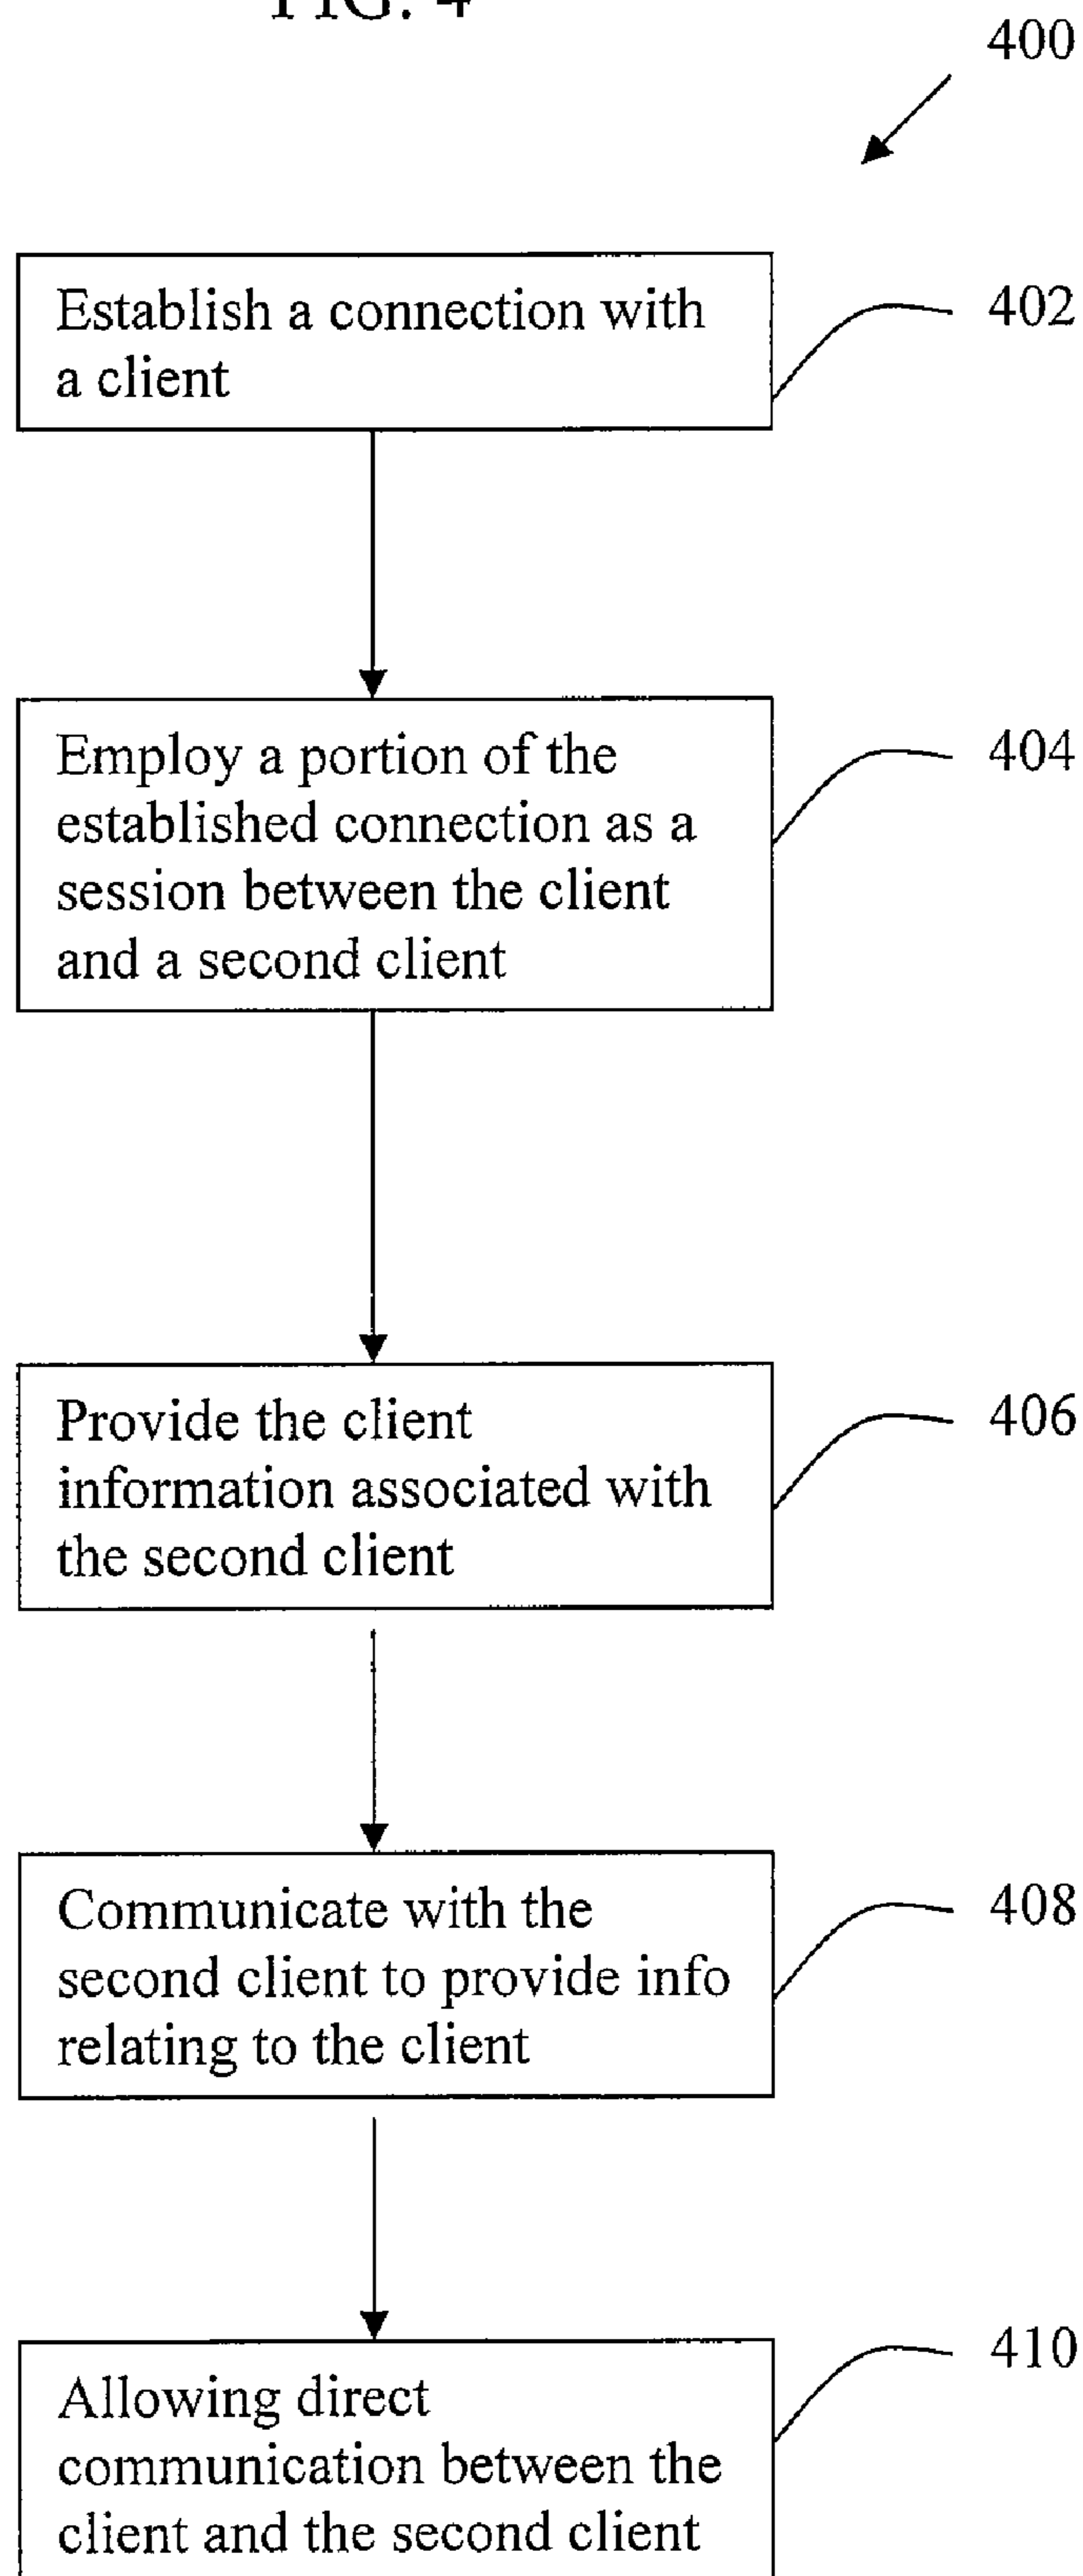 FIG. 4
400
Establish a connection with
a client
402
Employ a portion of the
established connection as a
session between the client
and a second client
404
Provide the client
information associated with
the second client
406
Communicate with the
second client to provide info
relating to the client
408
Allowing direct
communication between the
client and the second client
410